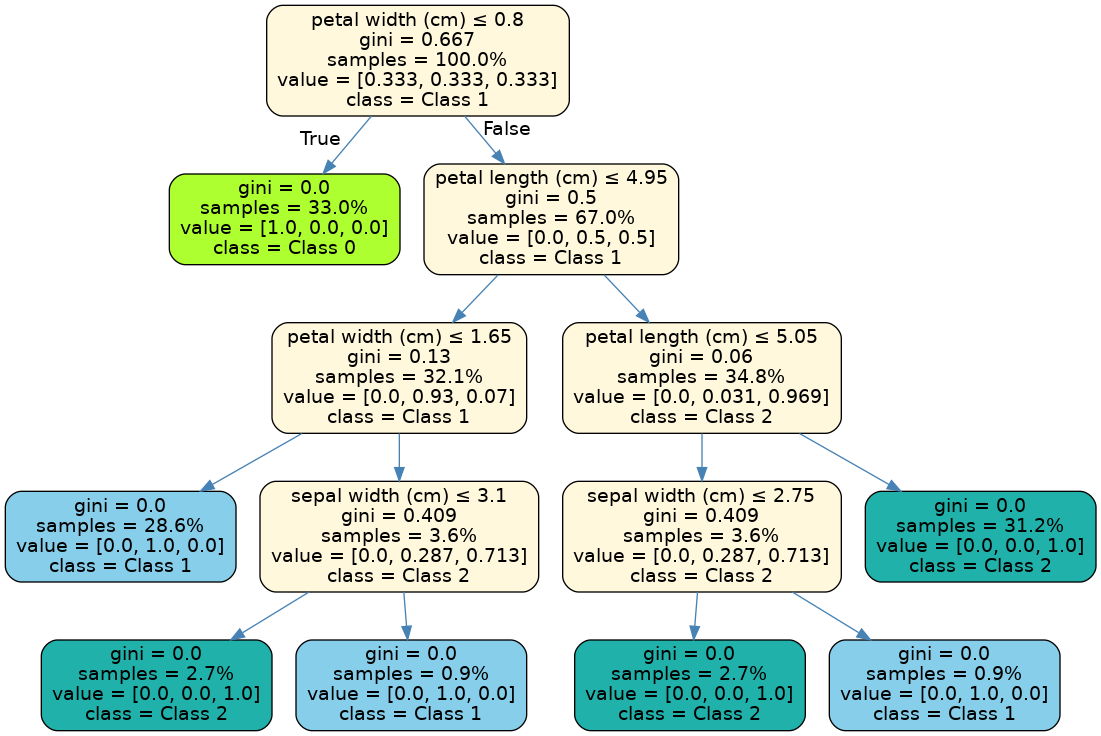 petal width (cm) ≤ 0.8
gini = 0.667
samples = 100.0%
value = [0.333, 0.333, 0.333]
class = Class 1
True
False
gini = 0.0
samples = 33.0%
value = [1.0, 0.0, 0.0]
class = Class 0
petal length (cm) ≤ 4.95
gini = 0.5
samples = 67.0%
value = [0.0, 0.5, 0.5]
class = Class 1
petal width (cm) ≤ 1.65
gini = 0.13
samples = 32.1%
value = [0.0, 0.93, 0.07]
class = Class 1
petal length (cm) ≤ 5.05
gini = 0.06
samples = 34.8%
value = [0.0, 0.031, 0.969]
class = Class 2
gini = 0.0
samples = 28.6%
value = [0.0, 1.0, 0.0]
class = Class 1
sepal width (cm) ≤ 3.1
gini = 0.409
samples = 3.6%
value = [0.0, 0.287, 0.713]
class = Class 2
sepal width (cm) ≤ 2.75
gini = 0.409
samples = 3.6%
value = [0.0, 0.287, 0.713]
class = Class 2
gini = 0.0
samples = 31.2%
value = [0.0, 0.0, 1.0]
class = Class 2
gini = 0.0
samples = 2.7%
value = [0.0, 0.0, 1.0]
class = Class 2
gini = 0.0
samples = 0.9%
value = [0.0, 1.0, 0.0]
class = Class 1
gini = 0.0
samples = 2.7%
value = [0.0, 0.0, 1.0]
class = Class 2
gini = 0.0
samples = 0.9%
value = [0.0, 1.0, 0.0]
class = Class 1